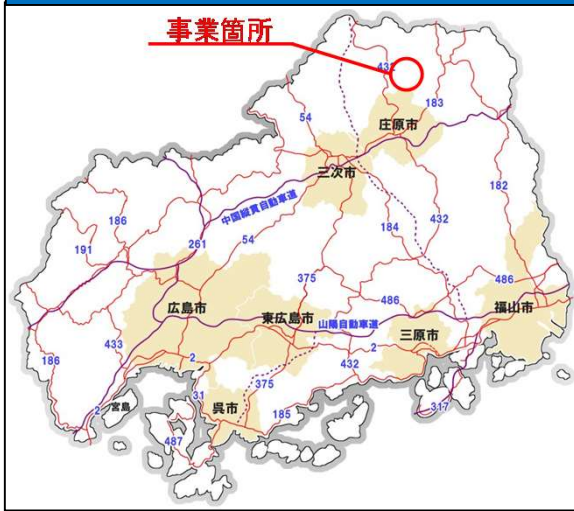 事業箇所
432
183
庄原市
54
三次市
182
中国縦貫自動車道
186
191
261
54
184
432
375
486
486
広島市
東広島市
山陽自動車道
三原市
福山市
433
186
2
2
432
375
31
呉市
185
317
宮島
2
487